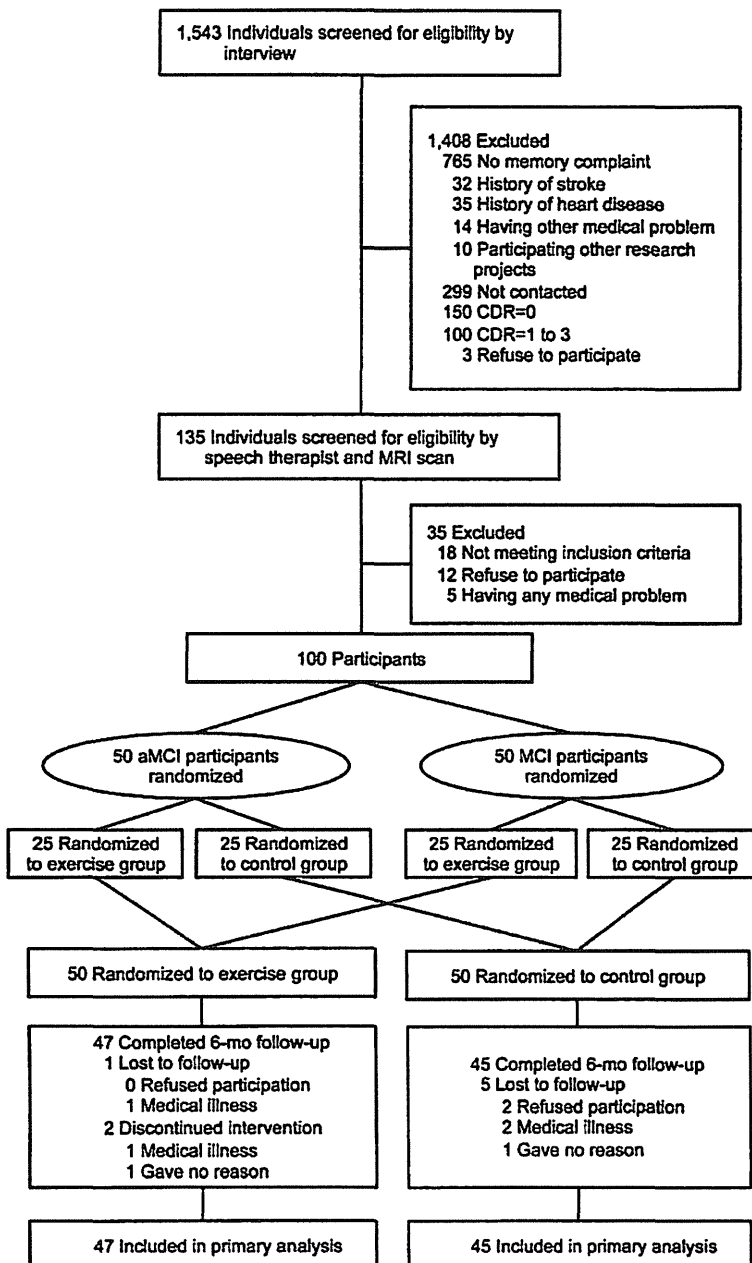 1,543 Individuals screened for eligibility by
interview
1,408 Excluded
765 No memory complaint
32 History of stroke
35 History of heart disease
14 Having other medical problem
10 Participating other research
projects
299 Not contacted
150 CDR=0
100 CDR=1 to 3
3 Refuse to participate
135 Individuals screened for eligibility by
speech therapist and MRI scan
35 Excluded
18 Not meeting inclusion criteria
12 Refuse to participate
5 Having any medical problem
100 Participants
50 aMCI participants
randomized
50 MCI participants
randomized
25 Randomized
to exercise group
25 Randomized
to control group
25 Randomized
to exercise group
25 Randomized
to control group
50 Randomized to exercise group
50 Randomized to control group
47 Completed 6-mo follow-up
1 Lost to follow-up
0 Refused participation
1 Medical illness
2 Discontinued intervention
1 Medical illness
1 Gave no reason
45 Completed 6-mo follow-up
5 Lost to follow-up
2 Refused participation
2 Medical illness
1 Gave no reason
47 Included in primary analysis
45 Included in primary analysis